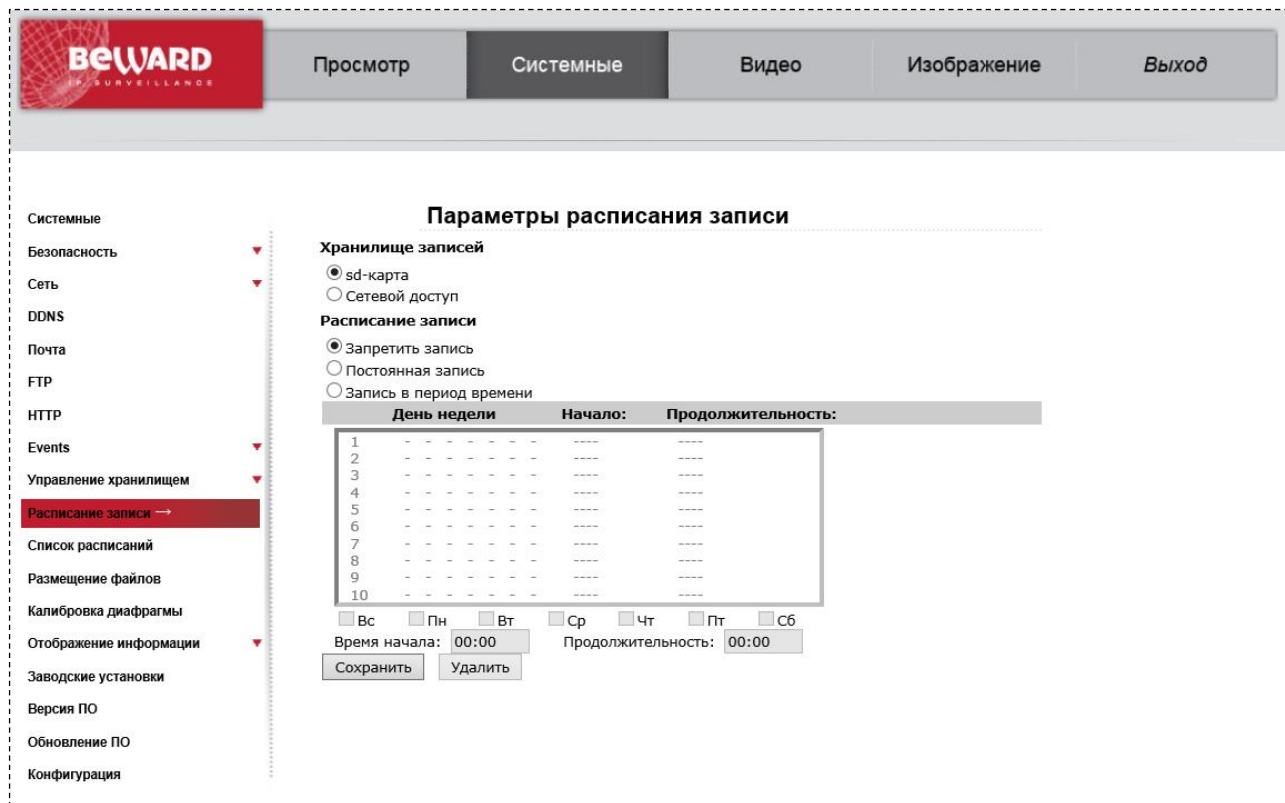 BEWARD
IP SURVEILLANCE
Просмотр
Системные
Видео
Изображение
Выход
Системные
Безопасность
Сеть
DDNS
Почта
FTP
HTTP
Events
Управление хранилищем
Расписание записи →
Список расписаний
Размещение файлов
Калибровка диафрагмы
Отображение информации
Заводские установки
Версия ПО
Обновление ПО
Конфигурация
Параметры расписания записи
Хранилище записей
sd-карта
Сетевой доступ
Расписание записи
Запретить запись
Постоянная запись
Запись в период времени
День недели Начало: Продолжительность:
1 - - - - - - - ---- ----
2 - - - - - - - ---- ----
3 - - - - - - - ---- ----
4 - - - - - - - ---- ----
5 - - - - - - - ---- ----
6 - - - - - - - ---- ----
7 - - - - - - - ---- ----
8 - - - - - - - ---- ----
9 - - - - - - - ---- ----
10 - - - - - - - ---- ----
Вс Пн Вт Ср Чт Пт Сб
Время начала: 00:00 Продолжительность: 00:00
Сохранить Удалить